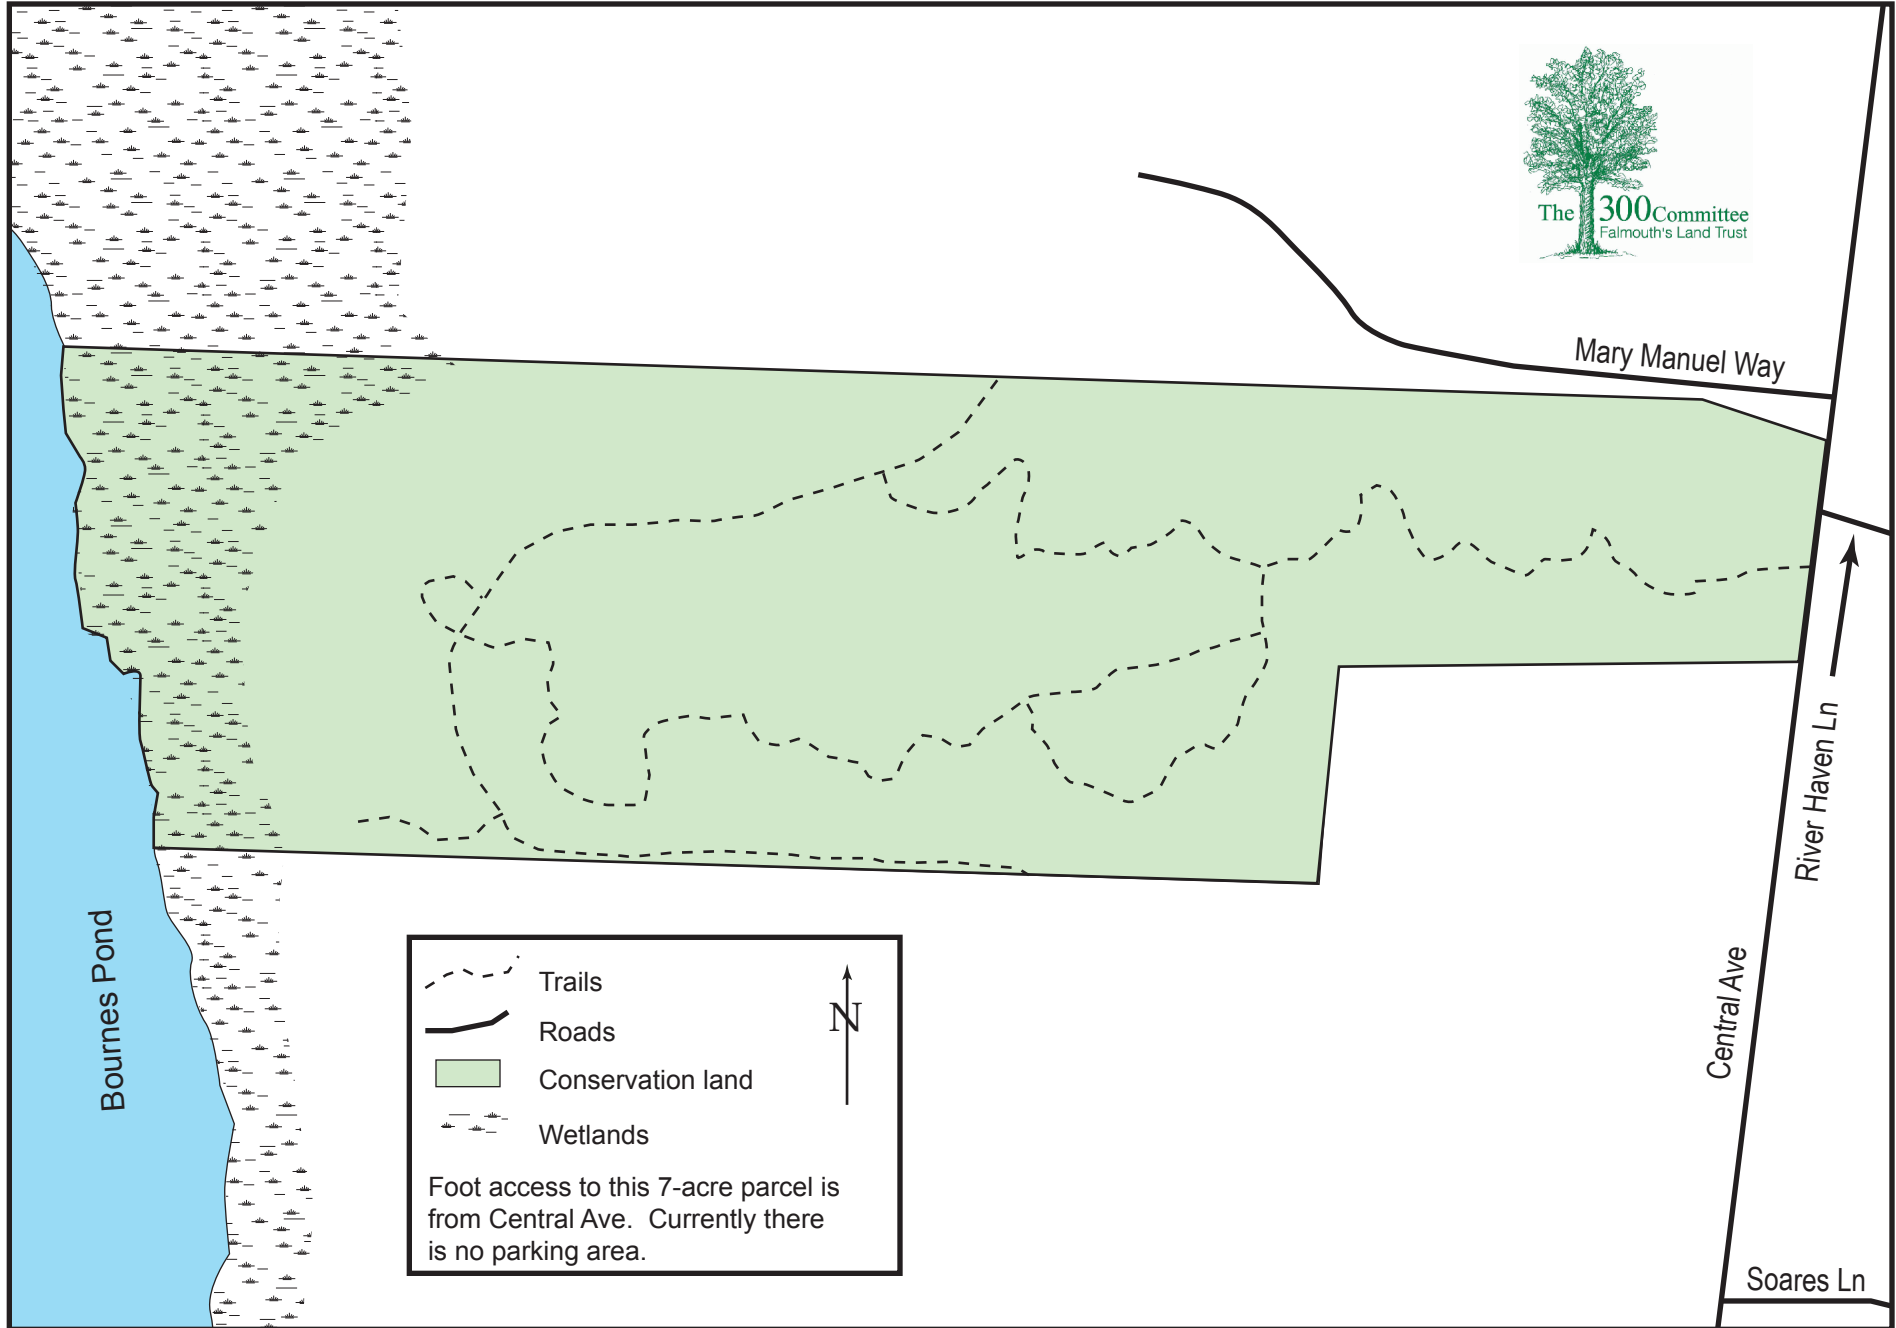 The 300 Committee
Falmouth's Land Trust
Mary Manuel Way
River Haven Ln
Central Ave
Bournes Pond
Trails
Roads
N
Conservation land
Wetlands
Foot access to this 7-acre parcel is
from Central Ave.  Currently there
is no parking area.
Soares Ln